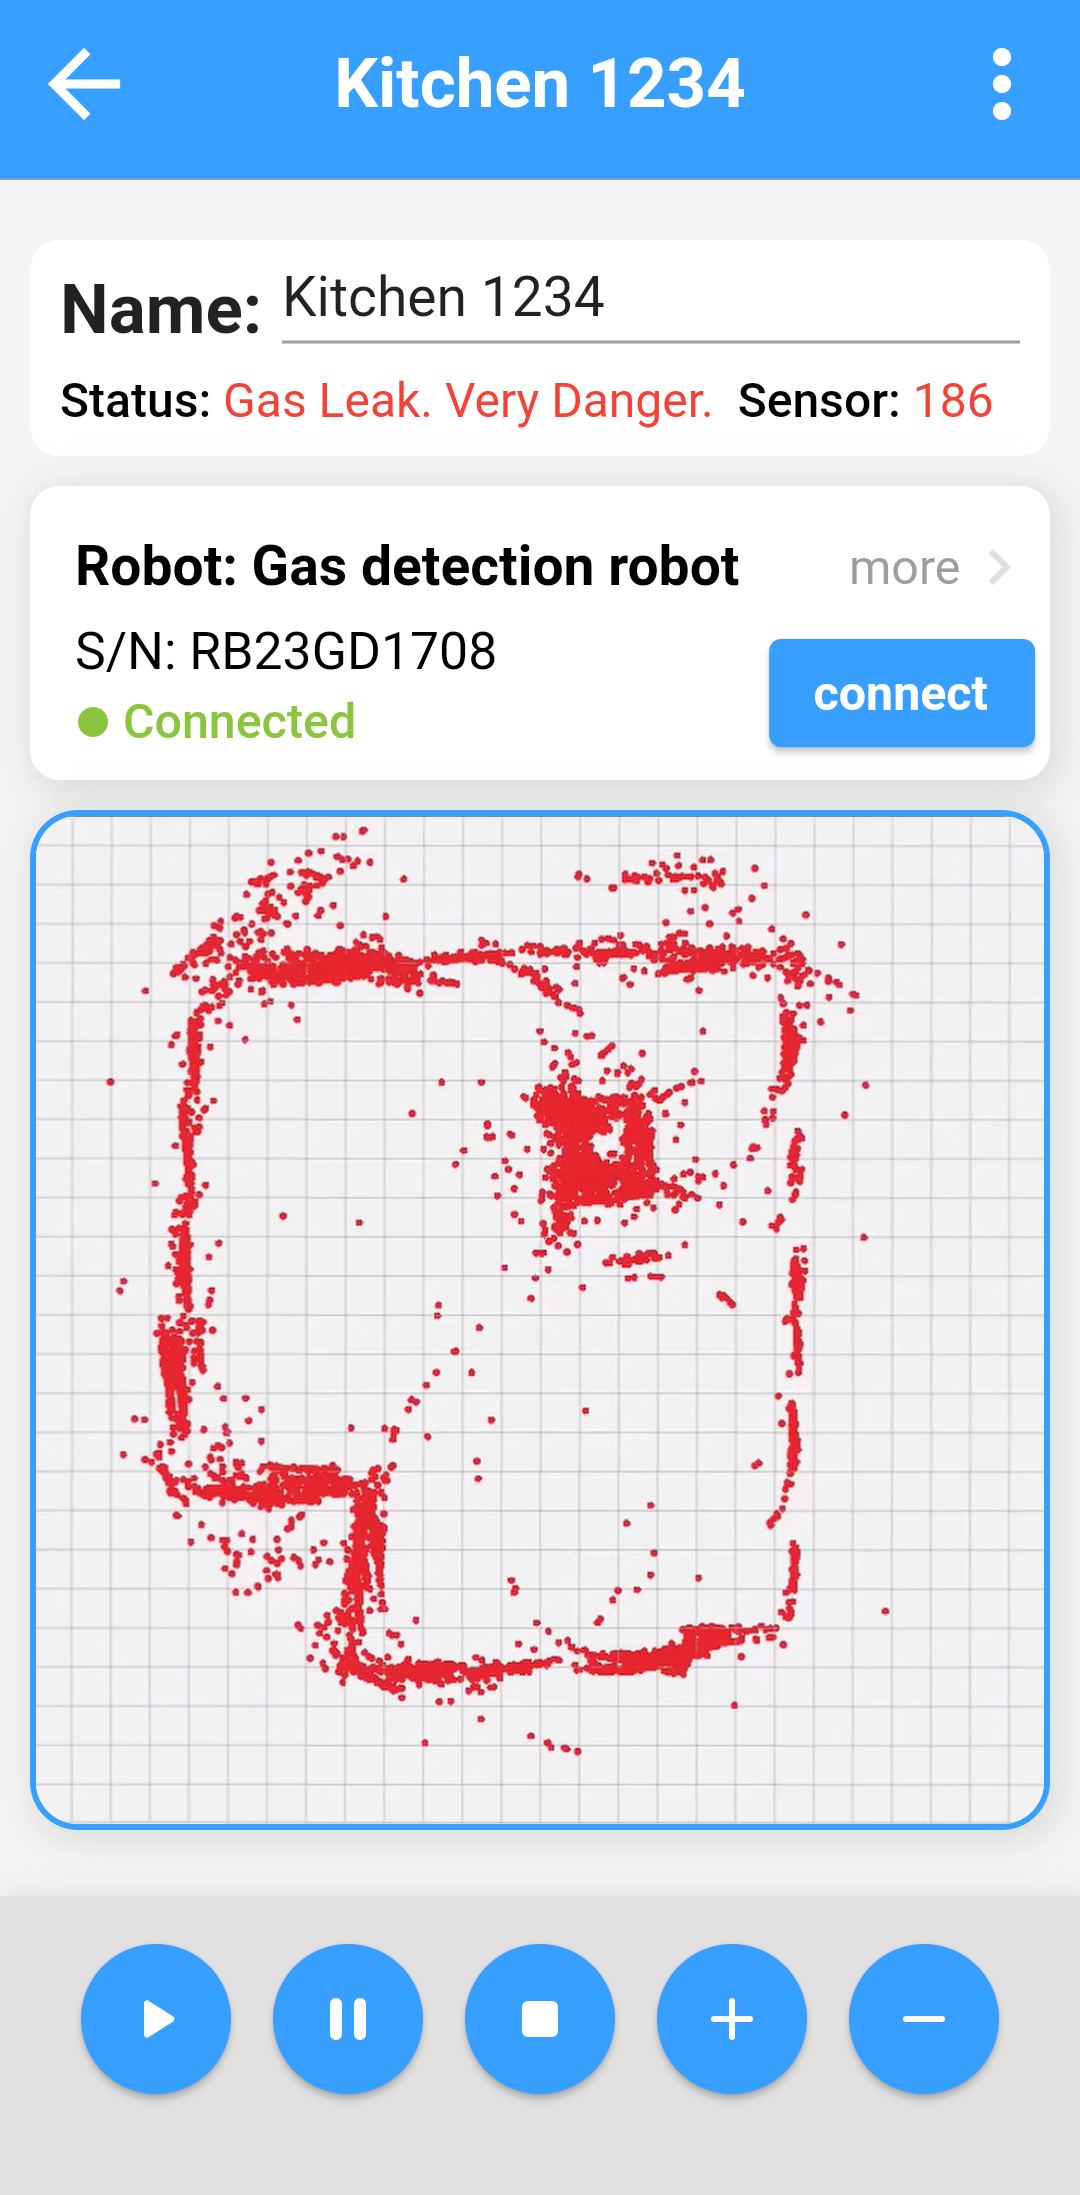 Kitchen 1234
Name: Kitchen 1234
Status: Gas Leak. Very Danger. Sensor: 186
Robot: Gas detection robot more
S/N: RB23GD1708
Connected
connect